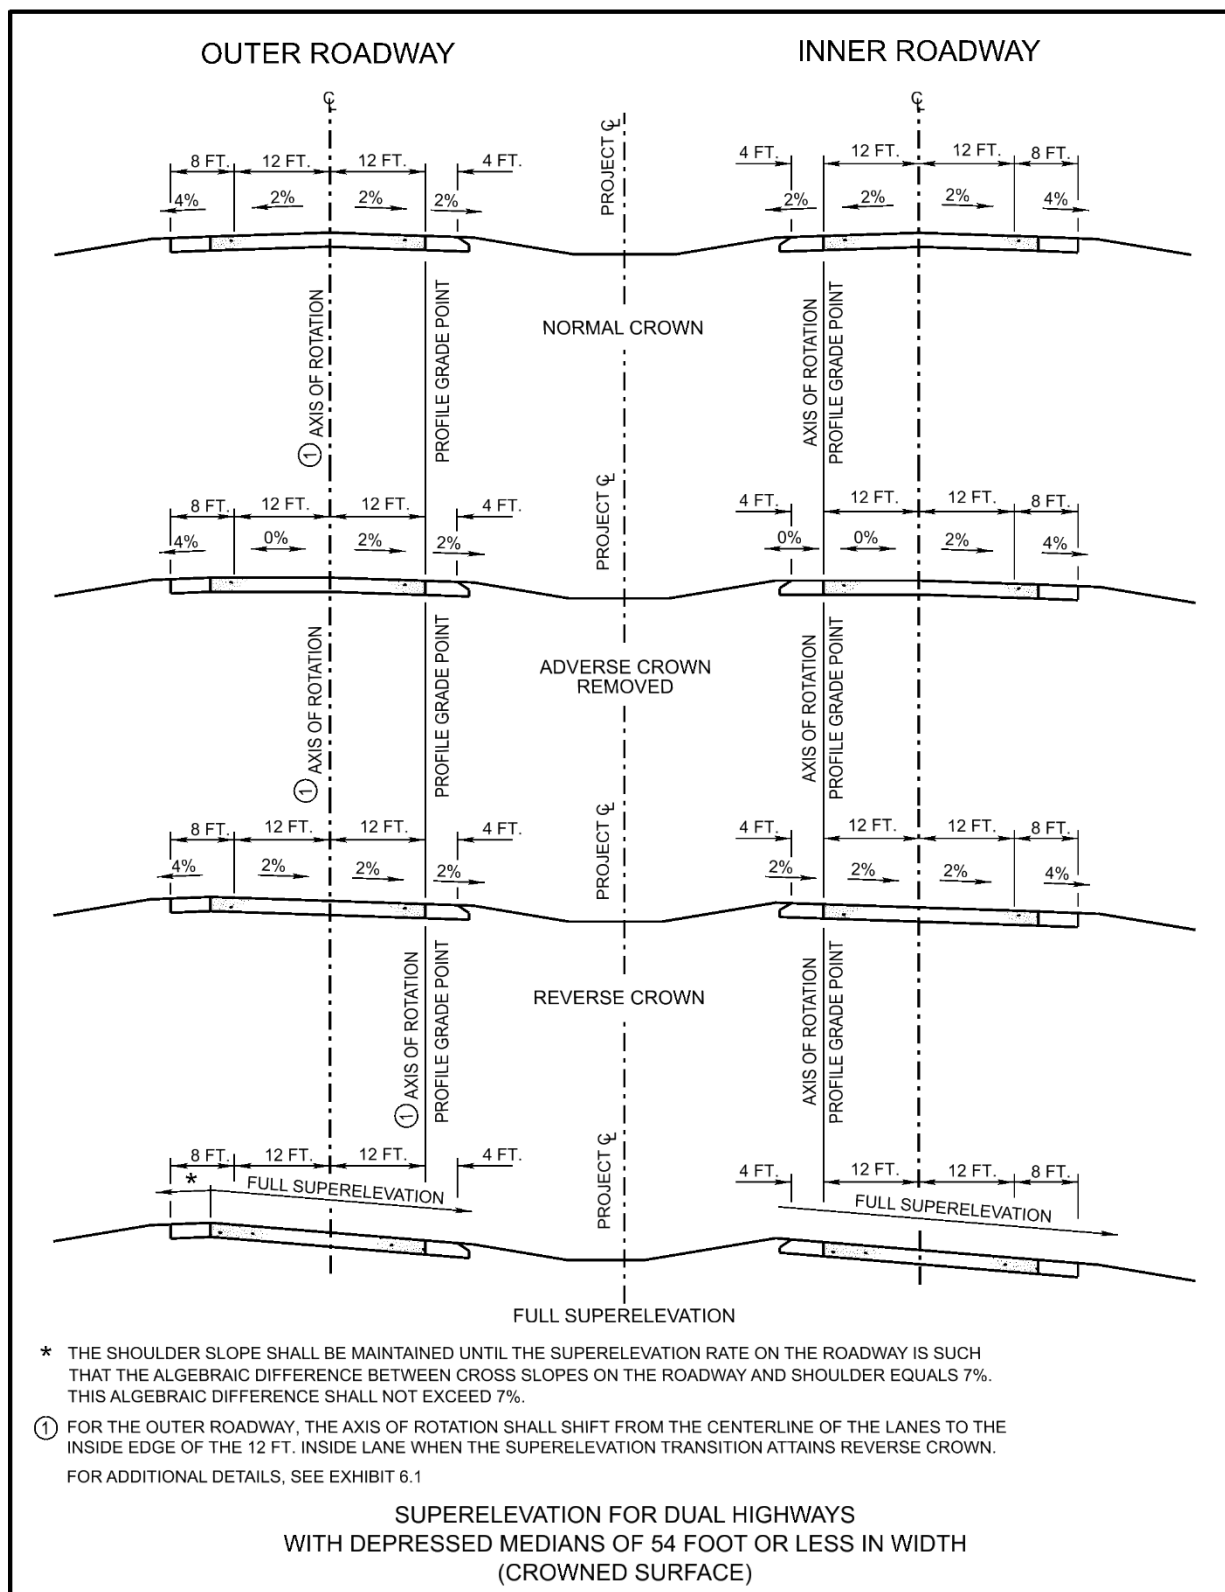 OUTER ROADWAY INNER ROADWAY
℄ PROJECT ℄ ℄
8 FT. 12 FT. 12 FT. 4 FT. 4 FT. 12 FT. 12 FT. 8 FT.
4% 2% 2% 2% 2% 2% 2% 4%
NORMAL CROWN
① AXIS OF ROTATION PROFILE GRADE POINT AXIS OF ROTATION PROFILE GRADE POINT
PROJECT ℄
8 FT. 12 FT. 12 FT. 4 FT. 4 FT. 12 FT. 12 FT. 8 FT.
4% 0% 2% 2% 0% 0% 2% 4%
ADVERSE CROWN
REMOVED
① AXIS OF ROTATION PROFILE GRADE POINT AXIS OF ROTATION PROFILE GRADE POINT
PROJECT ℄
8 FT. 12 FT. 12 FT. 4 FT. 4 FT. 12 FT. 12 FT. 8 FT.
4% 2% 2% 2% 2% 2% 2% 4%
REVERSE CROWN
① AXIS OF ROTATION PROFILE GRADE POINT AXIS OF ROTATION PROFILE GRADE POINT
PROJECT ℄
8 FT. 12 FT. 12 FT. 4 FT. 4 FT. 12 FT. 12 FT. 8 FT.
* FULL SUPERELEVATION FULL SUPERELEVATION
FULL SUPERELEVATION
* THE SHOULDER SLOPE SHALL BE MAINTAINED UNTIL THE SUPERELEVATION RATE ON THE ROADWAY IS SUCH
THAT THE ALGEBRAIC DIFFERENCE BETWEEN CROSS SLOPES ON THE ROADWAY AND SHOULDER EQUALS 7%.
THIS ALGEBRAIC DIFFERENCE SHALL NOT EXCEED 7%.
① FOR THE OUTER ROADWAY, THE AXIS OF ROTATION SHALL SHIFT FROM THE CENTERLINE OF THE LANES TO THE
INSIDE EDGE OF THE 12 FT. INSIDE LANE WHEN THE SUPERELEVATION TRANSITION ATTAINS REVERSE CROWN.
FOR ADDITIONAL DETAILS, SEE EXHIBIT 6.1
SUPERELEVATION FOR DUAL HIGHWAYS
WITH DEPRESSED MEDIANS OF 54 FOOT OR LESS IN WIDTH
(CROWNED SURFACE)